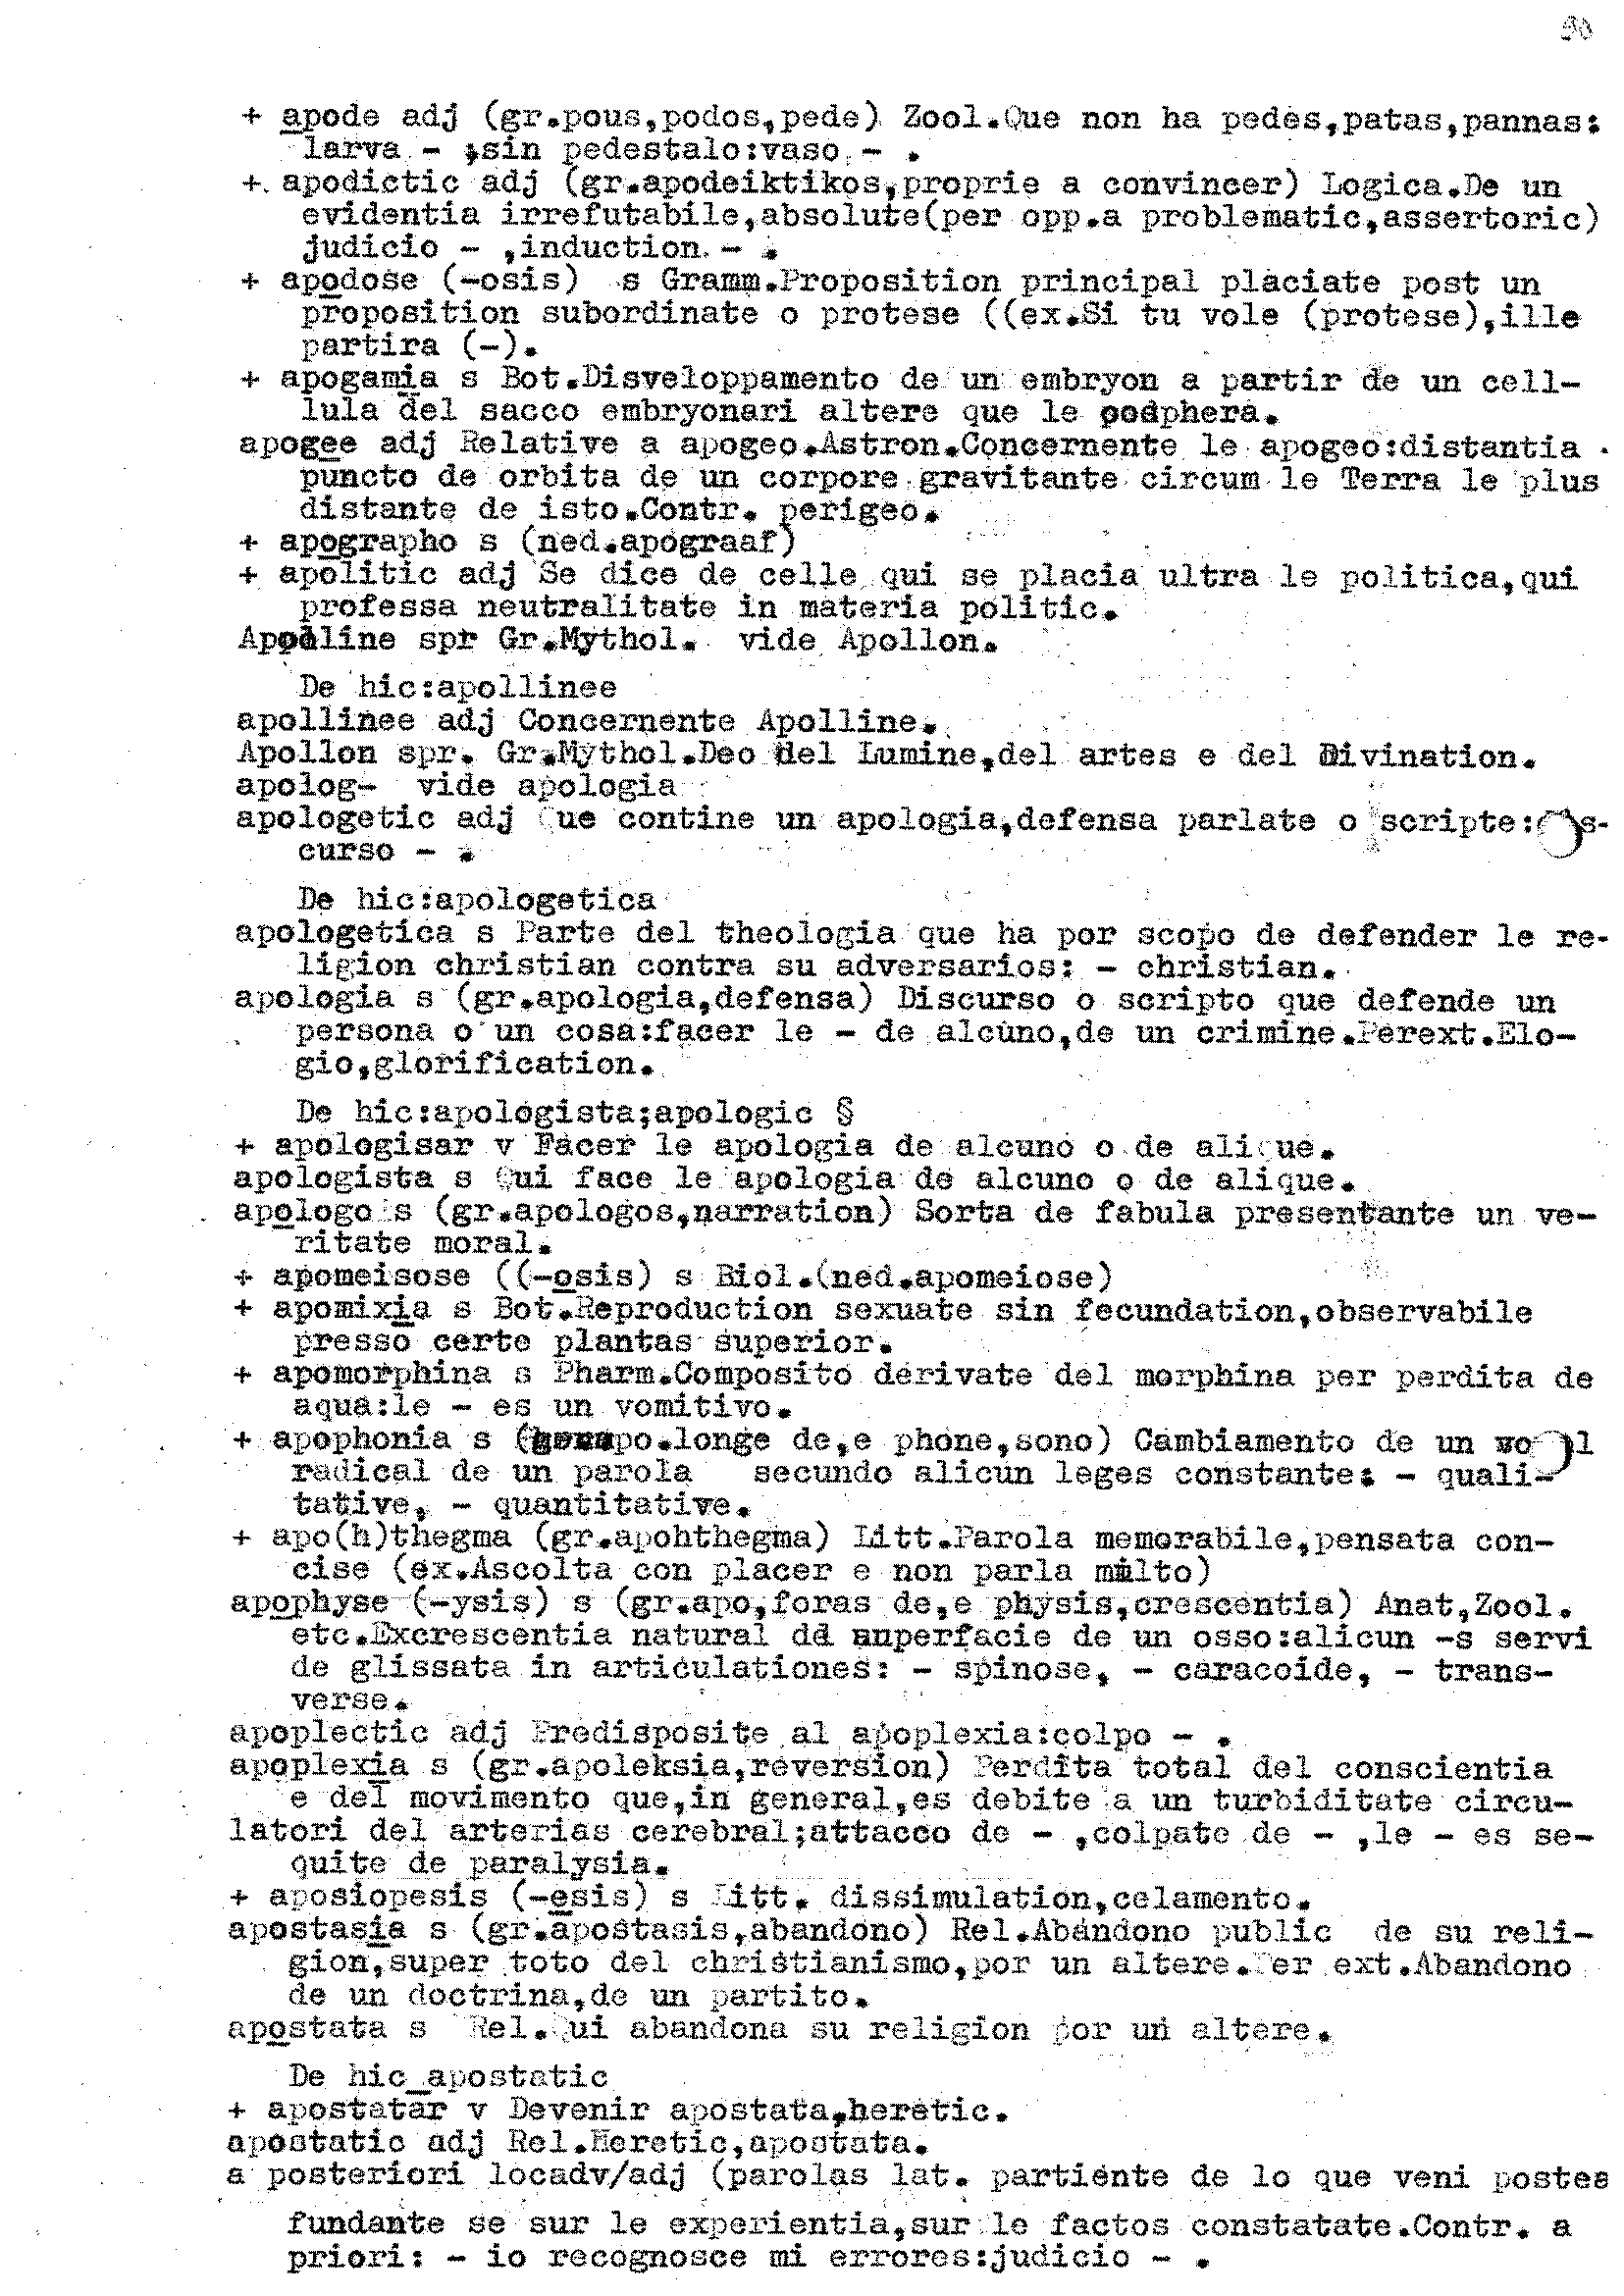 + apode adj (gr.pous,podos,pede) Zool.Que non ha pedes,patas,pannas:
larva - ,sin pedestalo:vaso - .
+ apodictic adj (gr.apodeiktikos,proprie a convincer) Logica.De un
evidentia irrefutabile,absolute(per opp.a problematic,assertoric)
judicio - ,induction - .
+ apodose (-osis) s Gramm.Proposition principal placiate post un
proposition subordinate o protese ((ex.Si tu vole (protese),ille
partira (-).
+ apogamia s Bot.Disveloppamento de un embryon a partir de un cell-
lula del sacco embryonari altere que le
apogee adj Relative a apogeo.Astron.Concernente le apogeo:distantia
puncto de orbita de un corpore gravitante circum le Terra le plus
distante de isto.Contr. perigeo.
+ apographo s (ned.apograaf)
+ apolitic adj Se dice de celle qui se placia ultra le politica,qui
professa neutralitate in materia politic.
Apolline spr Gr.Mythol. vide Apollon.
De hic:apollinee
apollinee adj Concernente Apolline.
Apollon spr. Gr.Mythol.Deo del Lumine,del artes e del Divination.
apolog- vide apologia
apologetic adj Que contine un apologia,defensa parlate o scripte:
curso - .
De hic:apologetica
apologetica s Parte del theologia que ha por scopo de defender le re-
ligion christian contra su adversarios: - christian.
apologia s (gr.apologia,defensa) Discurso o scripto que defende un
persona o un cosa:facer le - de alcuno,de un crimine.Perext.Elo-
gio,glorification.
De hic:apologista;apologic §
+ apologisar v Facer le apologia de alcuno o de alique.
apologista s Qui face le apologia de alcuno o de alique.
apologo s (gr.apologos,narration) Sorta de fabula presentante un ve-
ritate moral.
+ apomeisose ((-osis) s Biol.(ned.apomeiose)
+ apomixia s Bot.Reproduction sexuate sin fecundation,observabile
presso certe plantas superior.
+ apomorphina s Pharm.Composito derivate del morphina per perdita de
aqua:le - es un vomitivo.
+ apophonia s longe de,e phone,sono) Cambiamento de un
radical de un parola secundo alicun leges constante: - quali-
tative, - quantitative.
+ apo(h)thegma (gr.apohthegma) Litt.Parola memorabile,pensata con-
cise (ex.Ascolta con placer e non parla multo)
apophyse (-ysis) s (gr.apo,foras de,e physis,crescentia) Anat,Zool.
etc.Excrescentia natural dd superfacie de un osso:alicun -s servi
de glissata in articulationes: - spinose, - caracoide, - trans-
verse.
apoplectic adj Predisposite al apoplexia:colpo - .
apoplexia s (gr.apoleksia,reversion) Perdita total del conscientia
e del movimento que,in general,es debite a un turbiditate circu-
latori del arterias cerebral;attacco de - ,colpate de - ,le - es se-
quite de paralysia.
+ aposiopesis (-esis) s Litt. dissimulation,celamento.
apostasia s (gr.apostasis,abandono) Rel.Abandono public de su reli-
gion,super toto del christianismo,por un altere.Per ext.Abandono
de un doctrina,de un partito.
apostata s Rel.Qui abandona su religion por un altere.
De hic apostatic
+ apostatar v Devenir apostata,heretic.
apostatic adj Rel.Heretic,apostata.
a posteriori locadv/adj (parolas lat. partiente de lo que veni postea
fundante se sur le experientia,sur le factos constatate.Contr. a
priori: - io recognosce mi errores:judicio - .